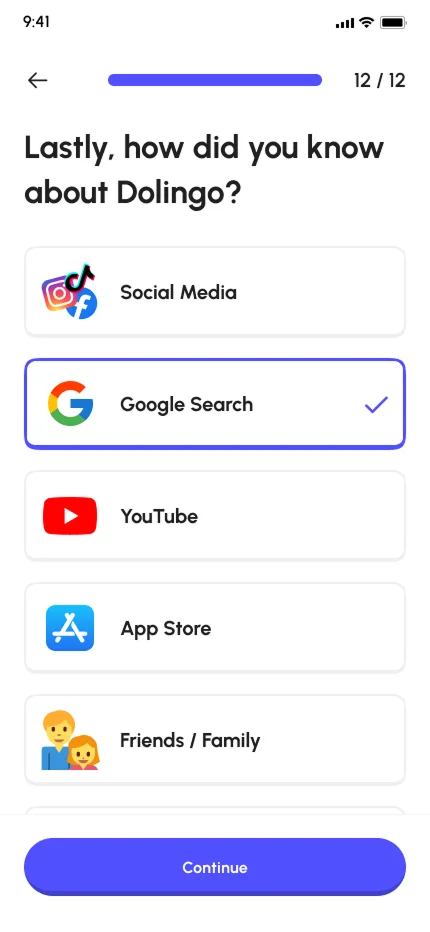 9:41
12 / 12
Lastly, how did you know
about Dolingo?
Social Media
Google Search
YouTube
App Store
Friends / Family
Continue